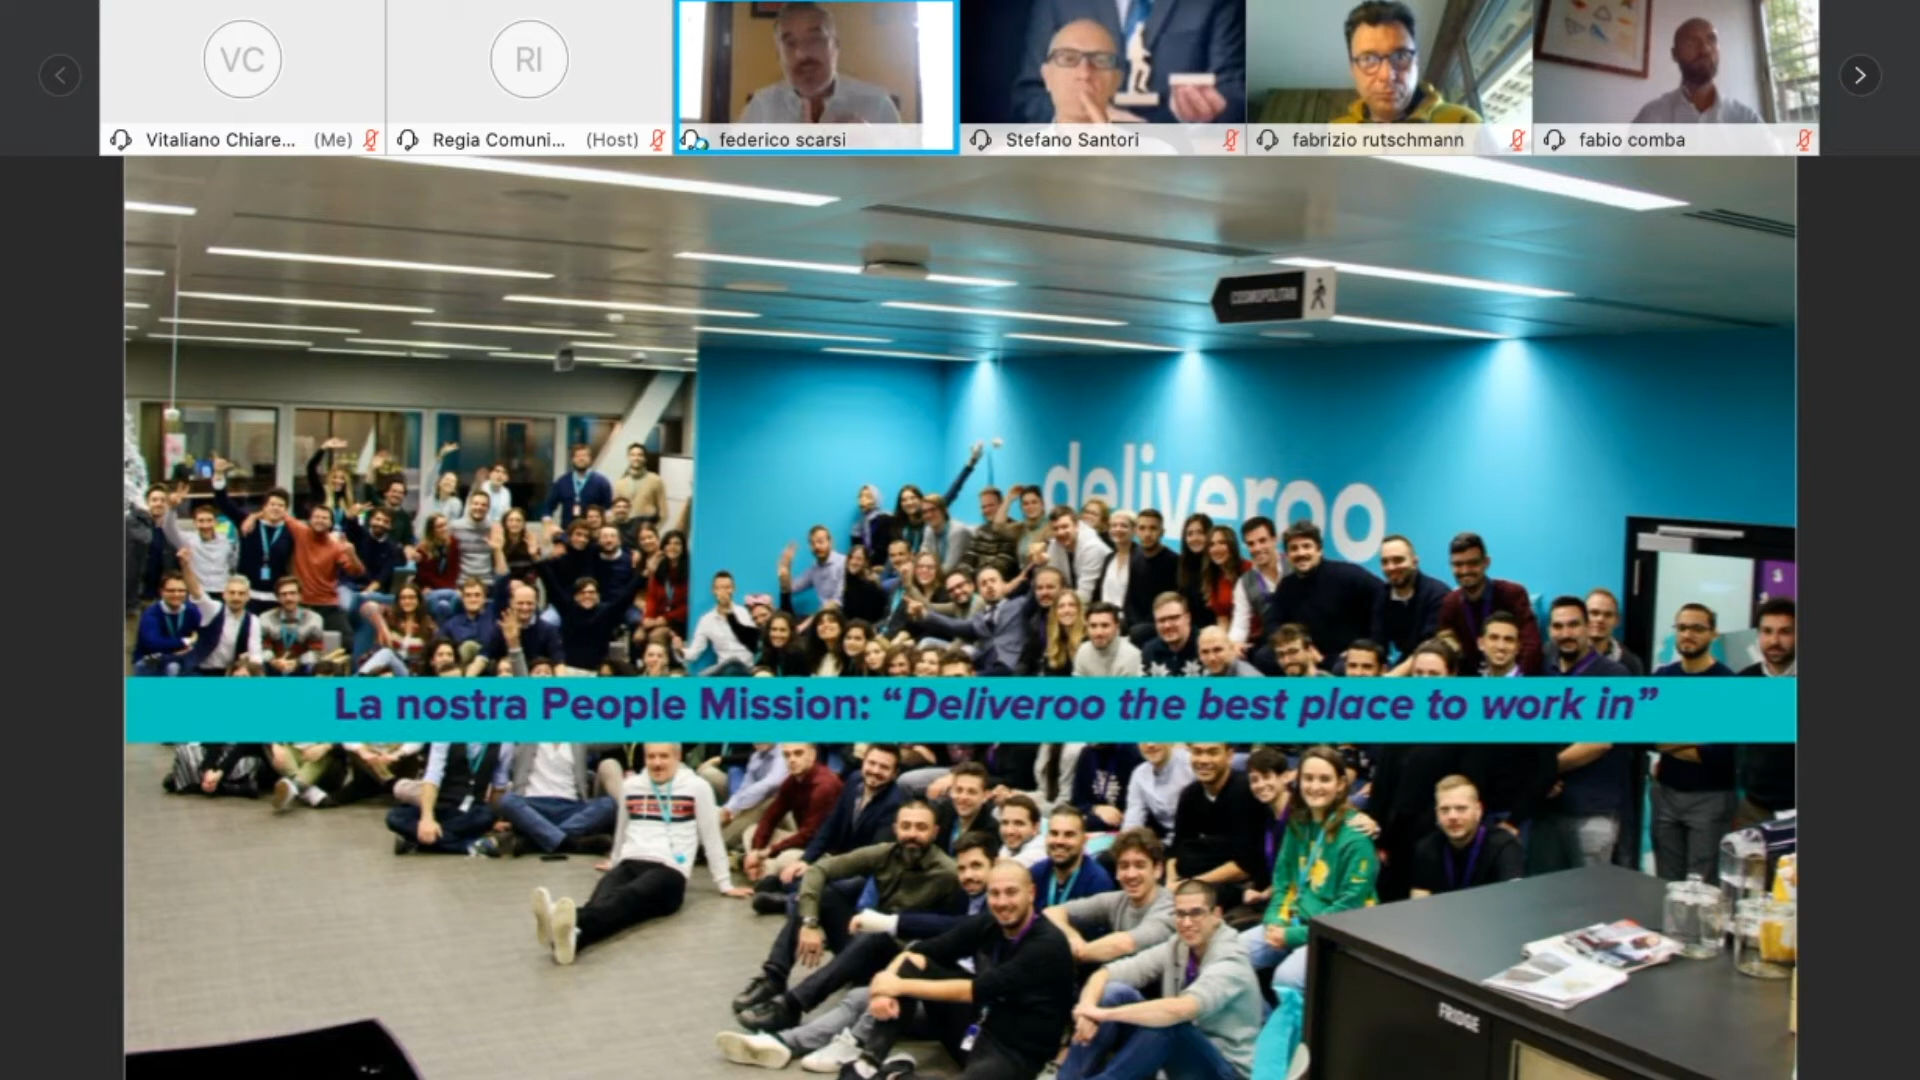 VC
RI
Vitaliano Chiare... (Me)
Regia Comuni... (Host)
federico scarsi
Stefano Santori
fabrizio rutschmann
fabio comba
COSMOPOLITAN
deliveroo
La nostra People Mission: “Deliveroo the best place to work in”
FRIDGE